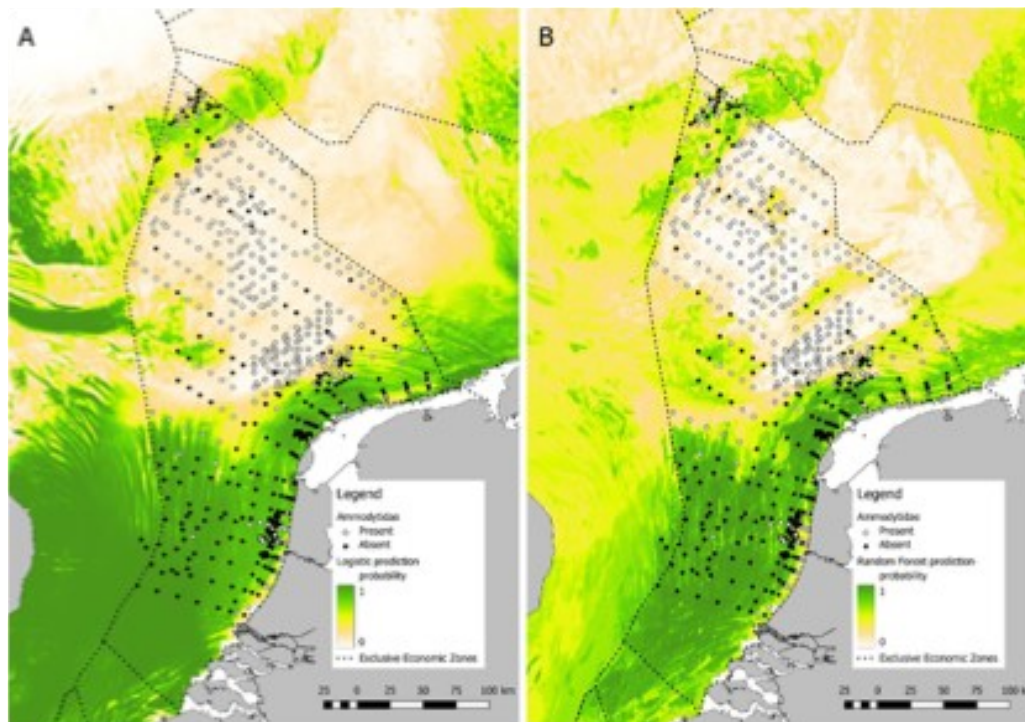 A
Legend
Ammodytidae
Present
Absent
Logistic prediction
probability
1
0
Exclusive Economic Zones
25 0 25 50 75 100 km
B
Legend
Ammodytidae
Present
Absent
Random Forest prediction
probability
1
0
Exclusive Economic Zones
25 0 25 50 75 100 km